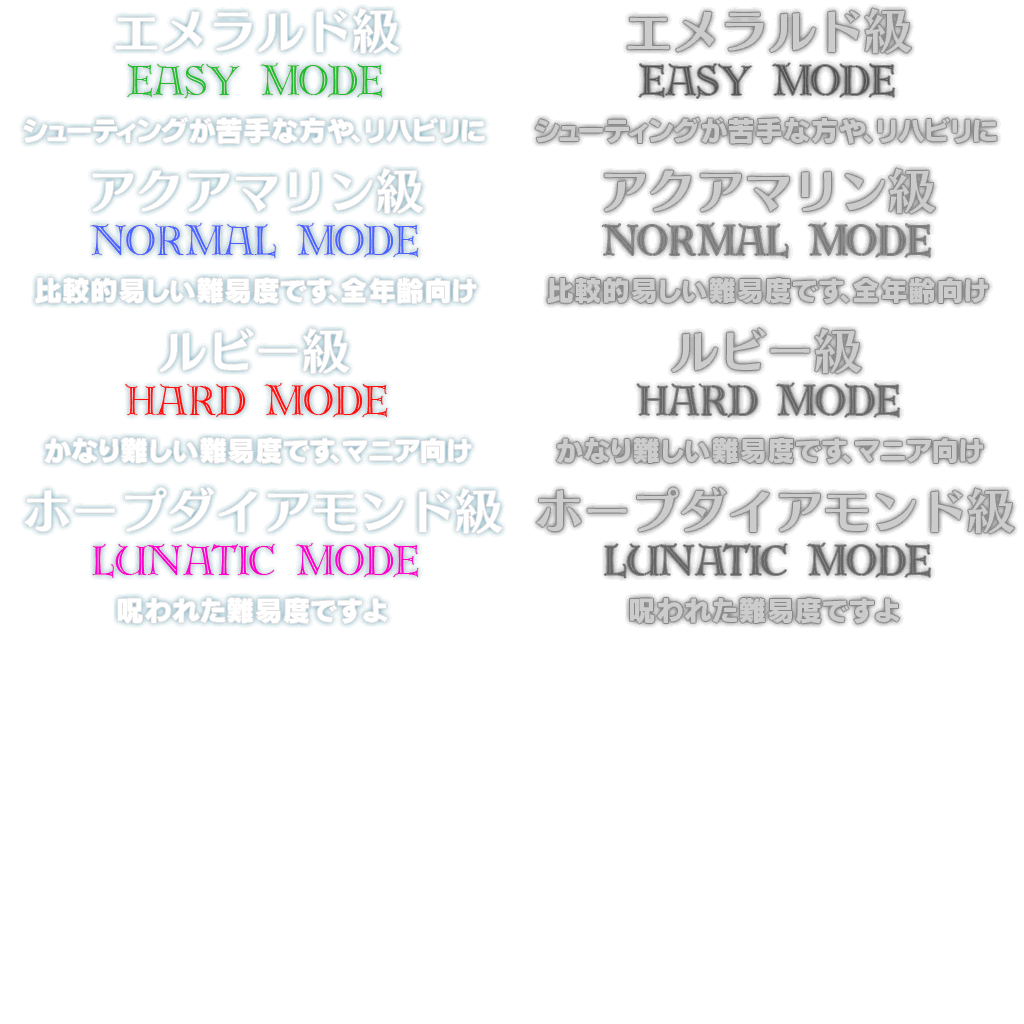 エメラルド級
EASY MODE
シューティングが苦手な方や、リハビリに
アクアマリン級
NORMAL MODE
比較的易しい難易度です、全年齢向け
ルビー級
HARD MODE
かなり難しい難易度です、マニア向け
ホープダイアモンド級
LUNATIC MODE
呪われた難易度ですよ
エメラルド級
EASY MODE
シューティングが苦手な方や、リハビリに
アクアマリン級
NORMAL MODE
比較的易しい難易度です、全年齢向け
ルビー級
HARD MODE
かなり難しい難易度です、マニア向け
ホープダイアモンド級
LUNATIC MODE
呪われた難易度ですよ